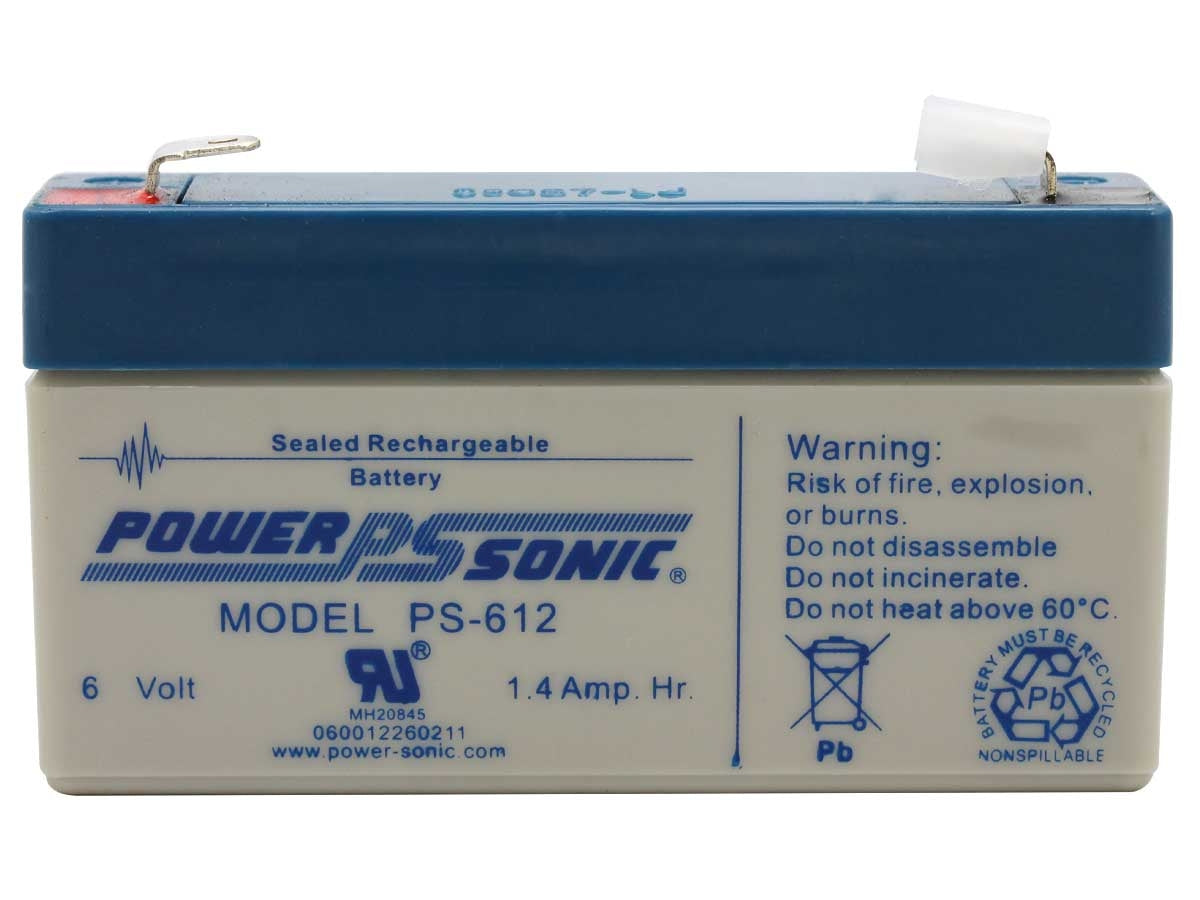 Sealed Rechargeable
Battery
POWER PS SONIC ®
MODEL PS-612
6 Volt
RU®
1.4 Amp. Hr.
MH20845
060012260211
www.power-sonic.com
Warning:
Risk of fire, explosion,
or burns.
Do not disassemble
Do not incinerate.
Do not heat above 60°C.
Pb
BATTERY MUST BE RECYCLED
Pb
NONSPILLABLE